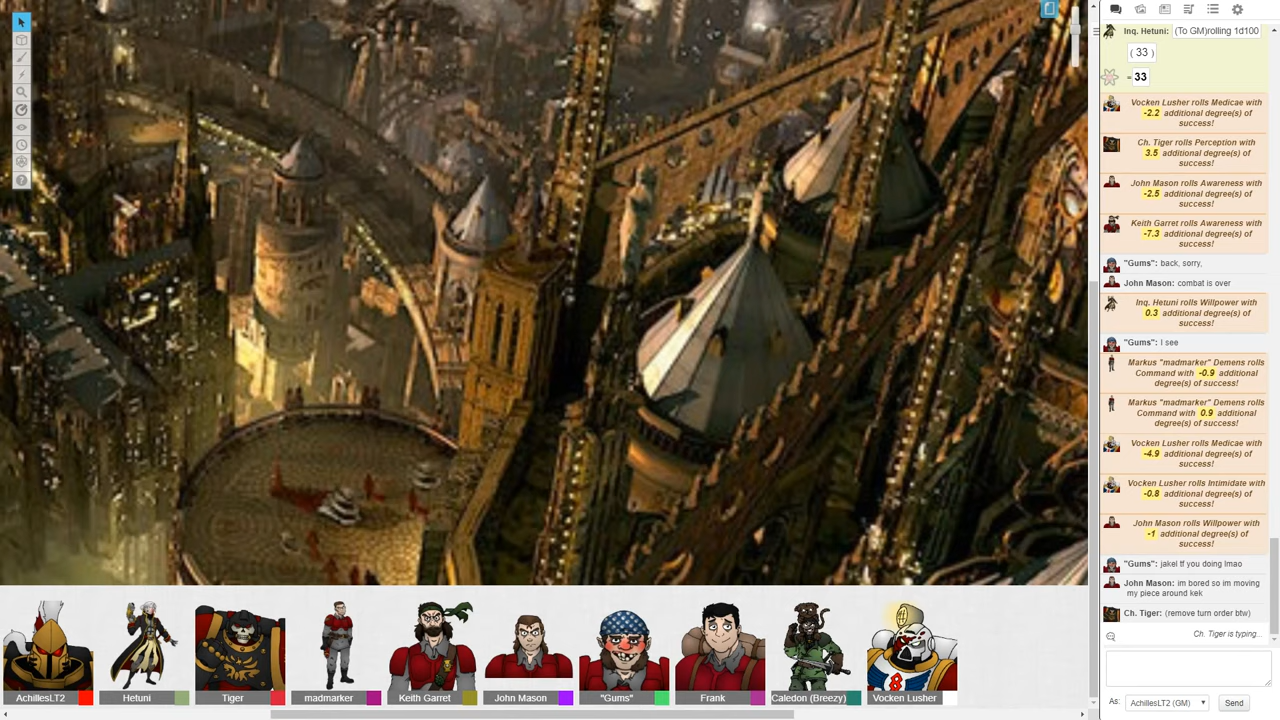 Inq. Hetuni: (To GM)rolling 1d100
( 33 )
= 33
Vocken Lusher rolls Medicae with
-2.2 additional degree(s) of
success!
Ch. Tiger rolls Perception with
3.5 additional degree(s) of
success!
John Mason rolls Awareness with
-2.5 additional degree(s) of
success!
Keith Garret rolls Awareness with
-7.3 additional degree(s) of
success!
"Gums": back, sorry,
John Mason: combat is over
Inq. Hetuni rolls Willpower with
0.3 additional degree(s) of
success!
"Gums": I see
Markus "madmarker" Demens rolls
Command with -0.9 additional
degree(s) of success!
Markus "madmarker" Demens rolls
Command with 0.9 additional
degree(s) of success!
Vocken Lusher rolls Medicae with
-4.9 additional degree(s) of
success!
Vocken Lusher rolls Intimidate with
-0.8 additional degree(s) of
success!
John Mason rolls Willpower with
-1 additional degree(s) of
success!
"Gums": jakel tf you doing lmao
John Mason: im bored so im moving
my piece around kek
Ch. Tiger: (remove turn order btw)
Ch. Tiger is typing...
As: AchillesLT2 (GM) Send
AchillesLT2 Hetuni Tiger madmarker Keith Garret John Mason "Gums" Frank Caledon (Breezy) Vocken Lusher